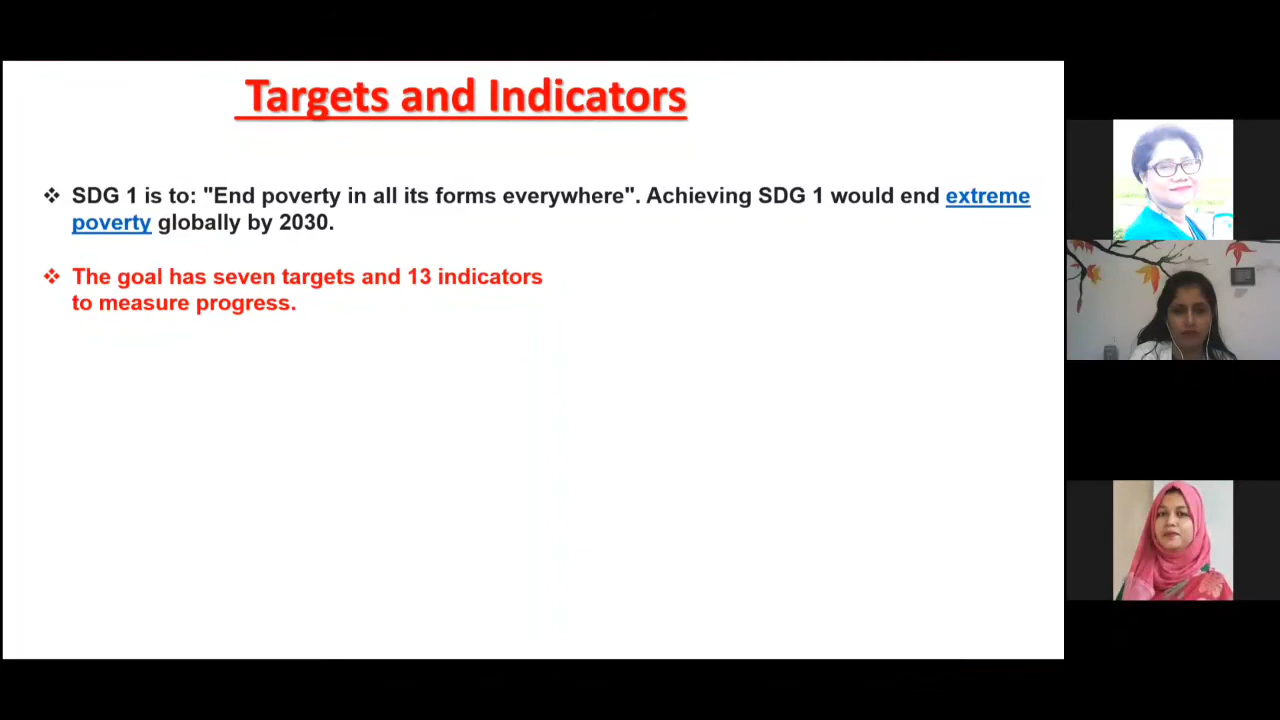 Targets and Indicators
❖ SDG 1 is to: "End poverty in all its forms everywhere". Achieving SDG 1 would end extreme
poverty globally by 2030.
❖ The goal has seven targets and 13 indicators
to measure progress.